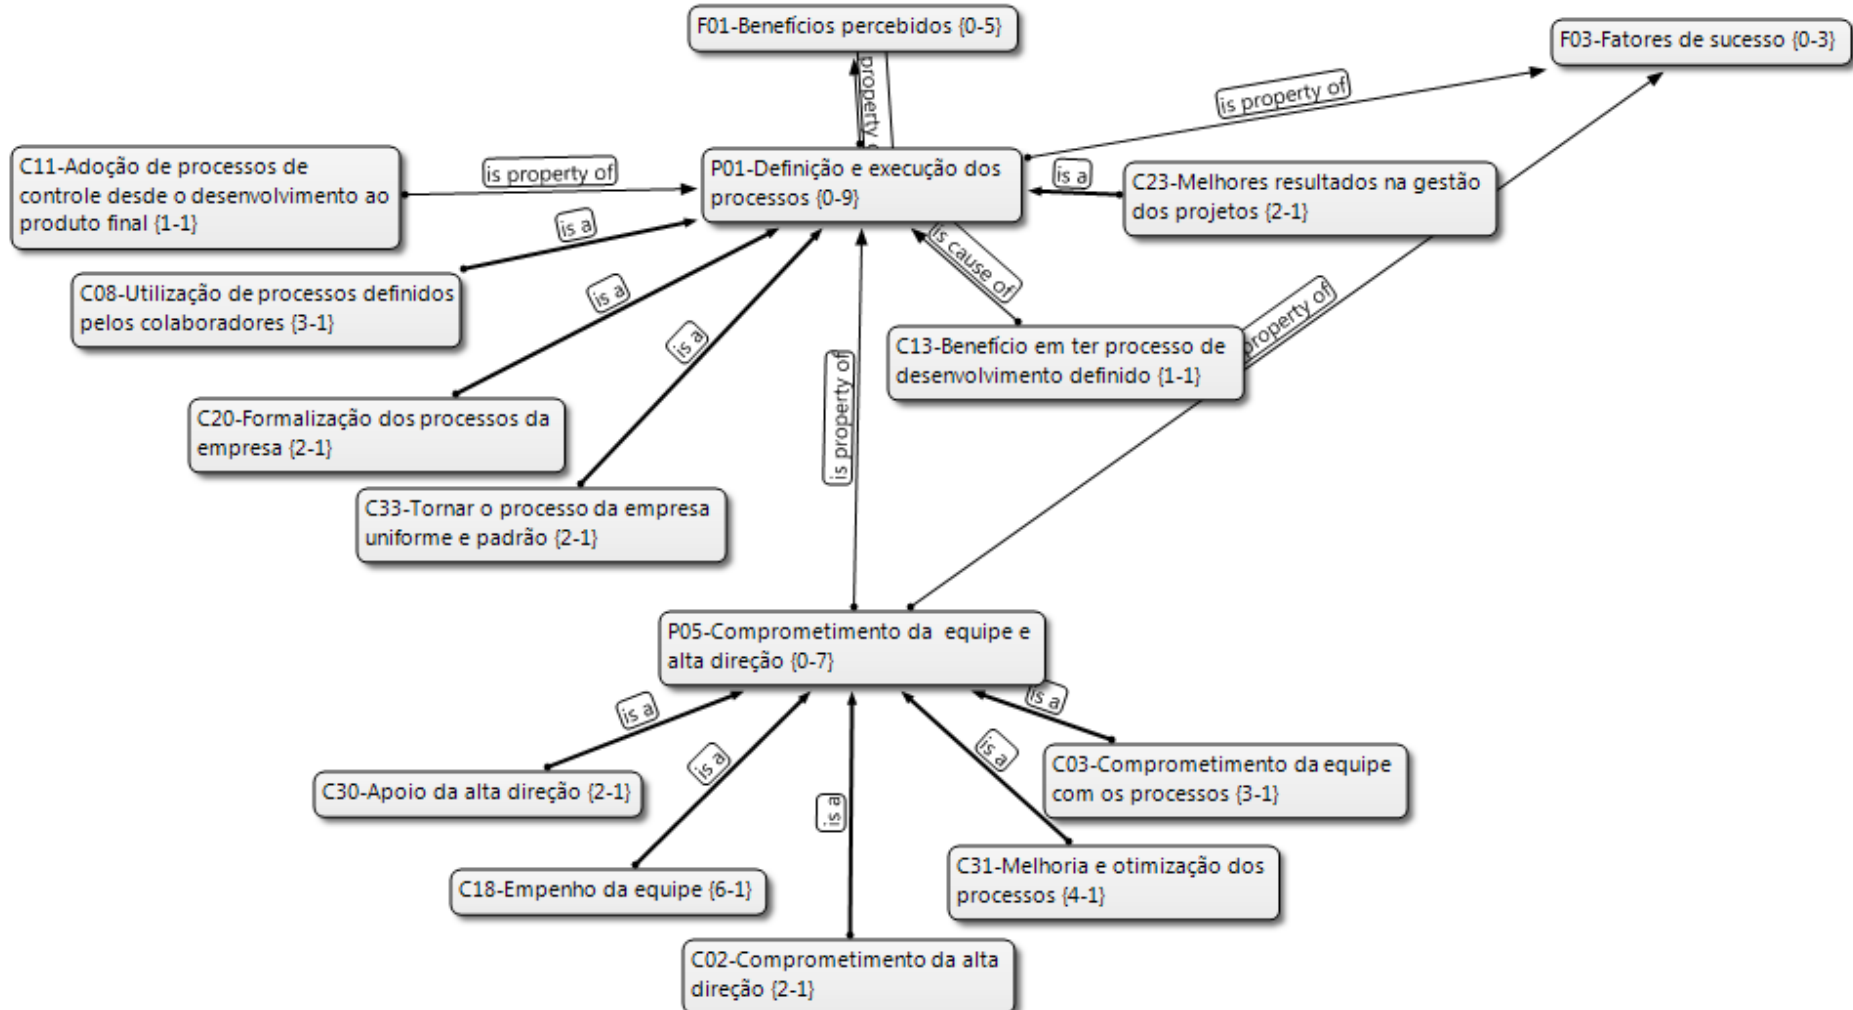 F01-Benefícios percebidos {0-5}
F03-Fatores de sucesso {0-3}
property
is property of
C11-Adoção de processos de
controle desde o desenvolvimento ao
produto final {1-1}
is property of
P01-Definição e execução dos
processos {0-9}
is a
C23-Melhores resultados na gestão
dos projetos {2-1}
is a
is cause of
C08-Utilização de processos definidos
pelos colaboradores {3-1}
is a
is a
property of
C13-Benefício em ter processo de
desenvolvimento definido {1-1}
is property of
C20-Formalização dos processos da
empresa {2-1}
C33-Tornar o processo da empresa
uniforme e padrão {2-1}
P05-Comprometimento da equipe e
alta direção {0-7}
is a
is a
is a
is a
is a
C30-Apoio da alta direção {2-1}
C03-Comprometimento da equipe
com os processos {3-1}
C18-Empenho da equipe {6-1}
C31-Melhoria e otimização dos
processos {4-1}
C02-Comprometimento da alta
direção {2-1}